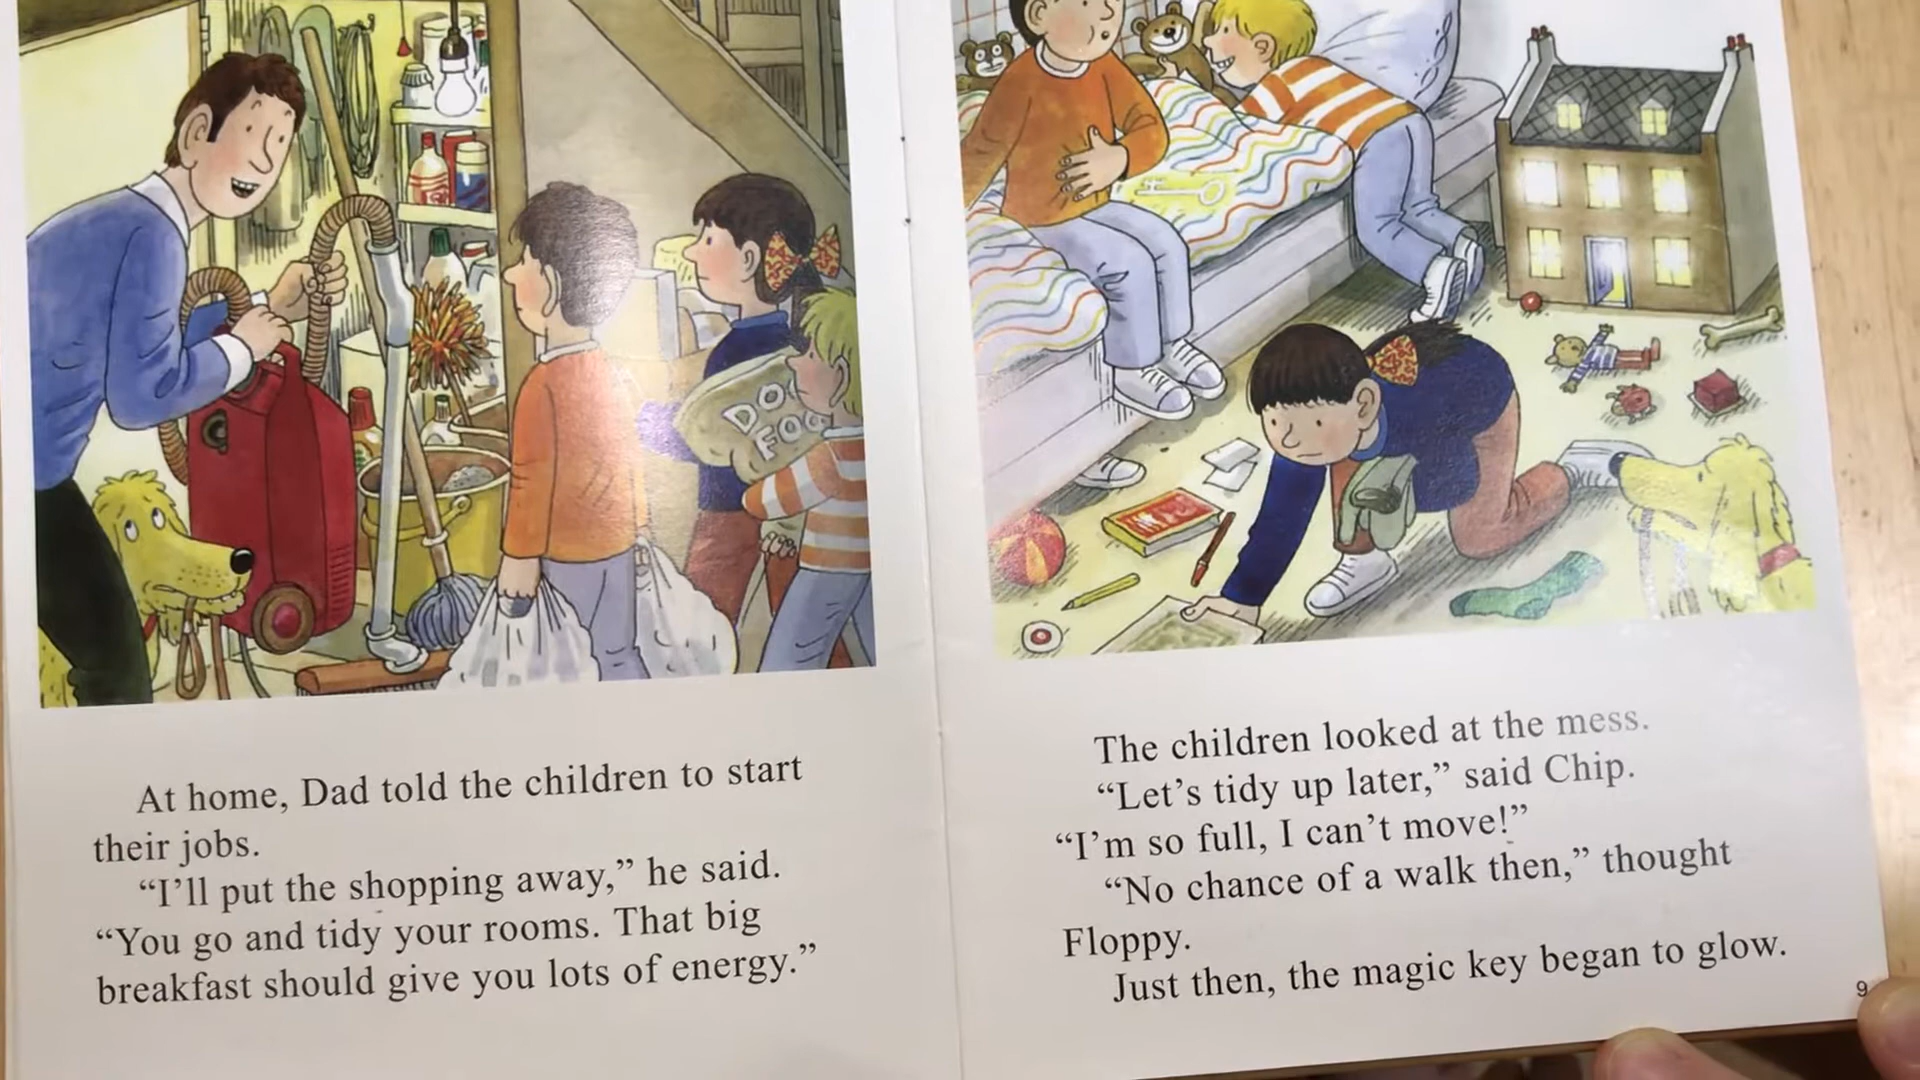 DO
FOO
At home, Dad told the children to start
their jobs.
“I’ll put the shopping away,” he said.
“You go and tidy your rooms. That big
breakfast should give you lots of energy.”
The children looked at the mess.
“Let’s tidy up later,” said Chip.
“I’m so full, I can’t move!”
“No chance of a walk then,” thought
Floppy.
Just then, the magic key began to glow.
9